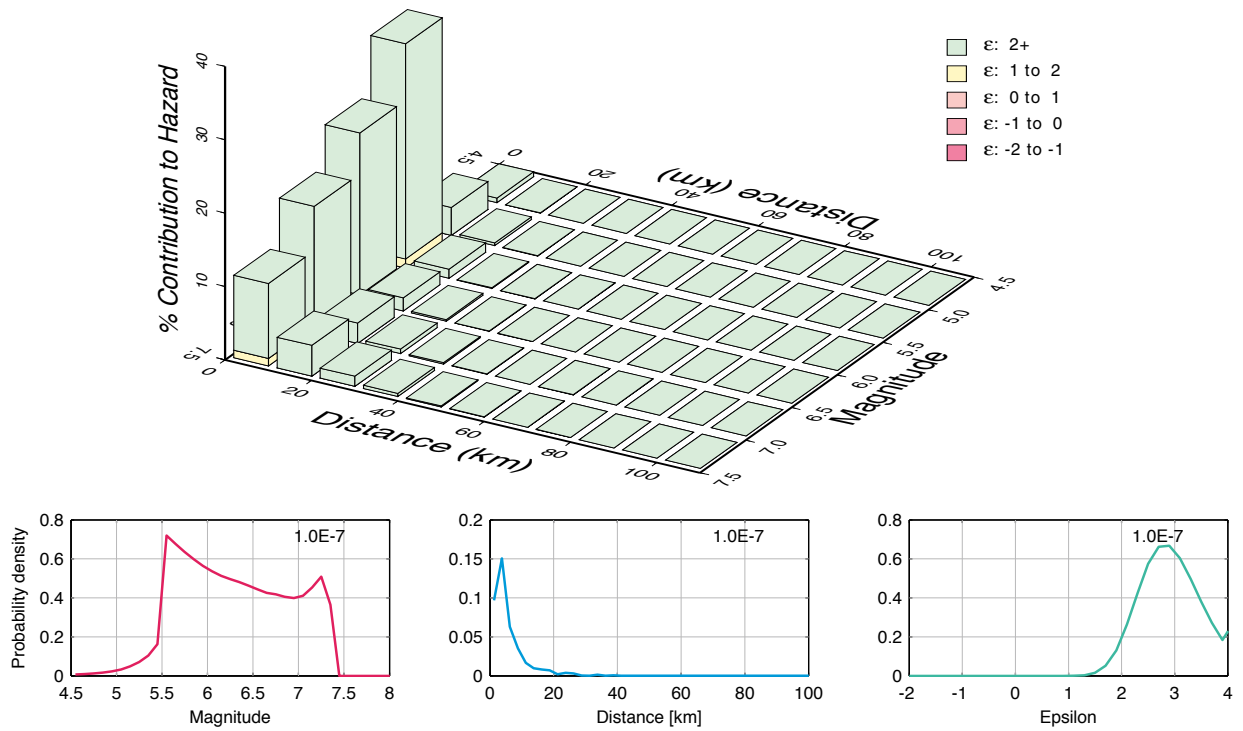 % Contribution to Hazard
40
30
20
10
7.5
0
20
40
60
80
100
Distance (km)
4.5
0
20
40
60
80
100
Distance (km)
4.5
5.0
5.5
6.0
6.5
7.0
7.5
Magnitude
ε: 2+
ε: 1 to 2
ε: 0 to 1
ε: -1 to 0
ε: -2 to -1
Probability density
0.8
0.6
0.4
0.2
0
1.0E-7
4.5 5 5.5 6 6.5 7 7.5 8
Magnitude
0.2
0.15
0.1
0.05
0
1.0E-7
0 20 40 60 80 100
Distance [km]
0.8
0.6
0.4
0.2
0
1.0E-7
-2 -1 0 1 2 3 4
Epsilon